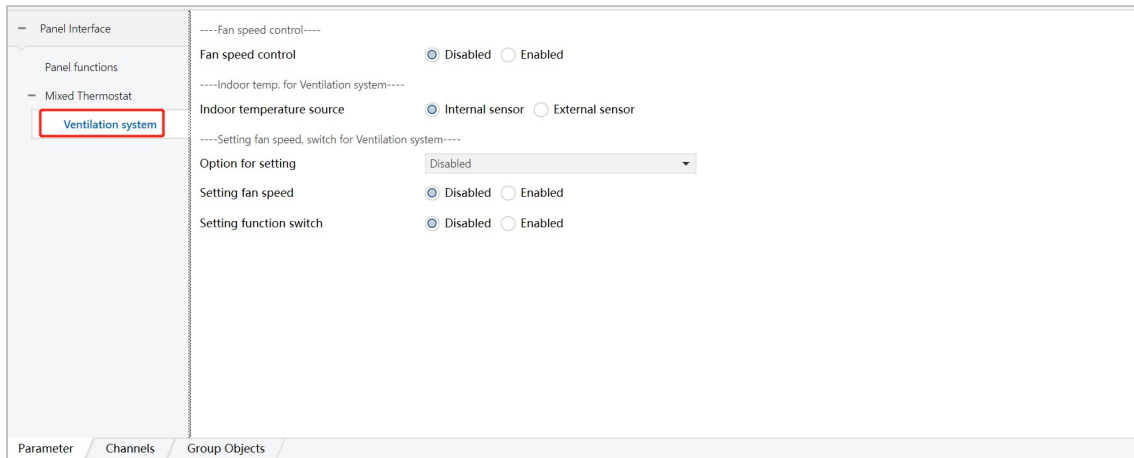 Panel Interface
Panel functions
Mixed Thermostat
Ventilation system
----Fan speed control----
Fan speed control Disabled Enabled
----Indoor temp. for Ventilation system----
Indoor temperature source Internal sensor External sensor
----Setting fan speed, switch for Ventilation system----
Option for setting Disabled
Setting fan speed Disabled Enabled
Setting function switch Disabled Enabled
Parameter Channels Group Objects